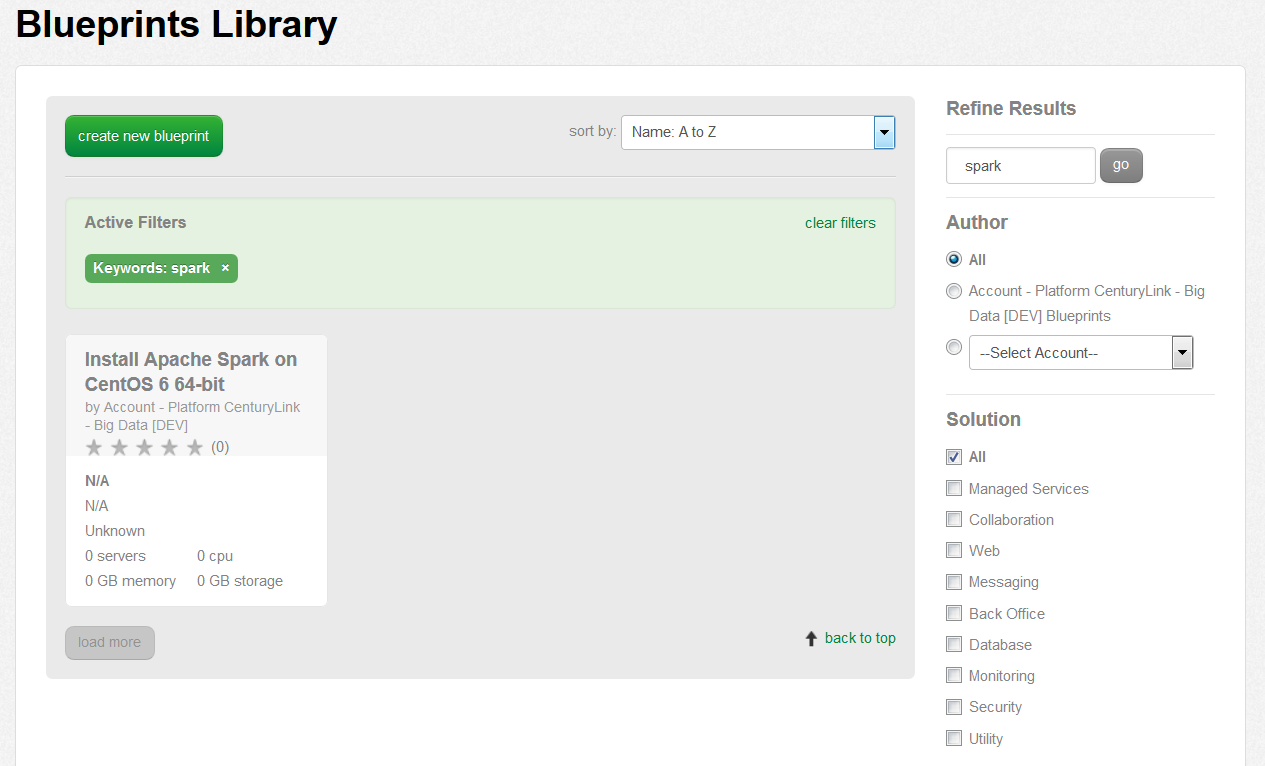 Blueprints Library
create new blueprint
sort by:
Name: A to Z
Active Filters
clear filters
Keywords: spark ×
Install Apache Spark on
CentOS 6 64-bit
by Account - Platform CenturyLink
- Big Data [DEV]
(0)
N/A
N/A
Unknown
0 servers 0 cpu
0 GB memory 0 GB storage
load more
back to top
Refine Results
spark
go
Author
All
Account - Platform CenturyLink - Big
Data [DEV] Blueprints
--Select Account--
Solution
All
Managed Services
Collaboration
Web
Messaging
Back Office
Database
Monitoring
Security
Utility